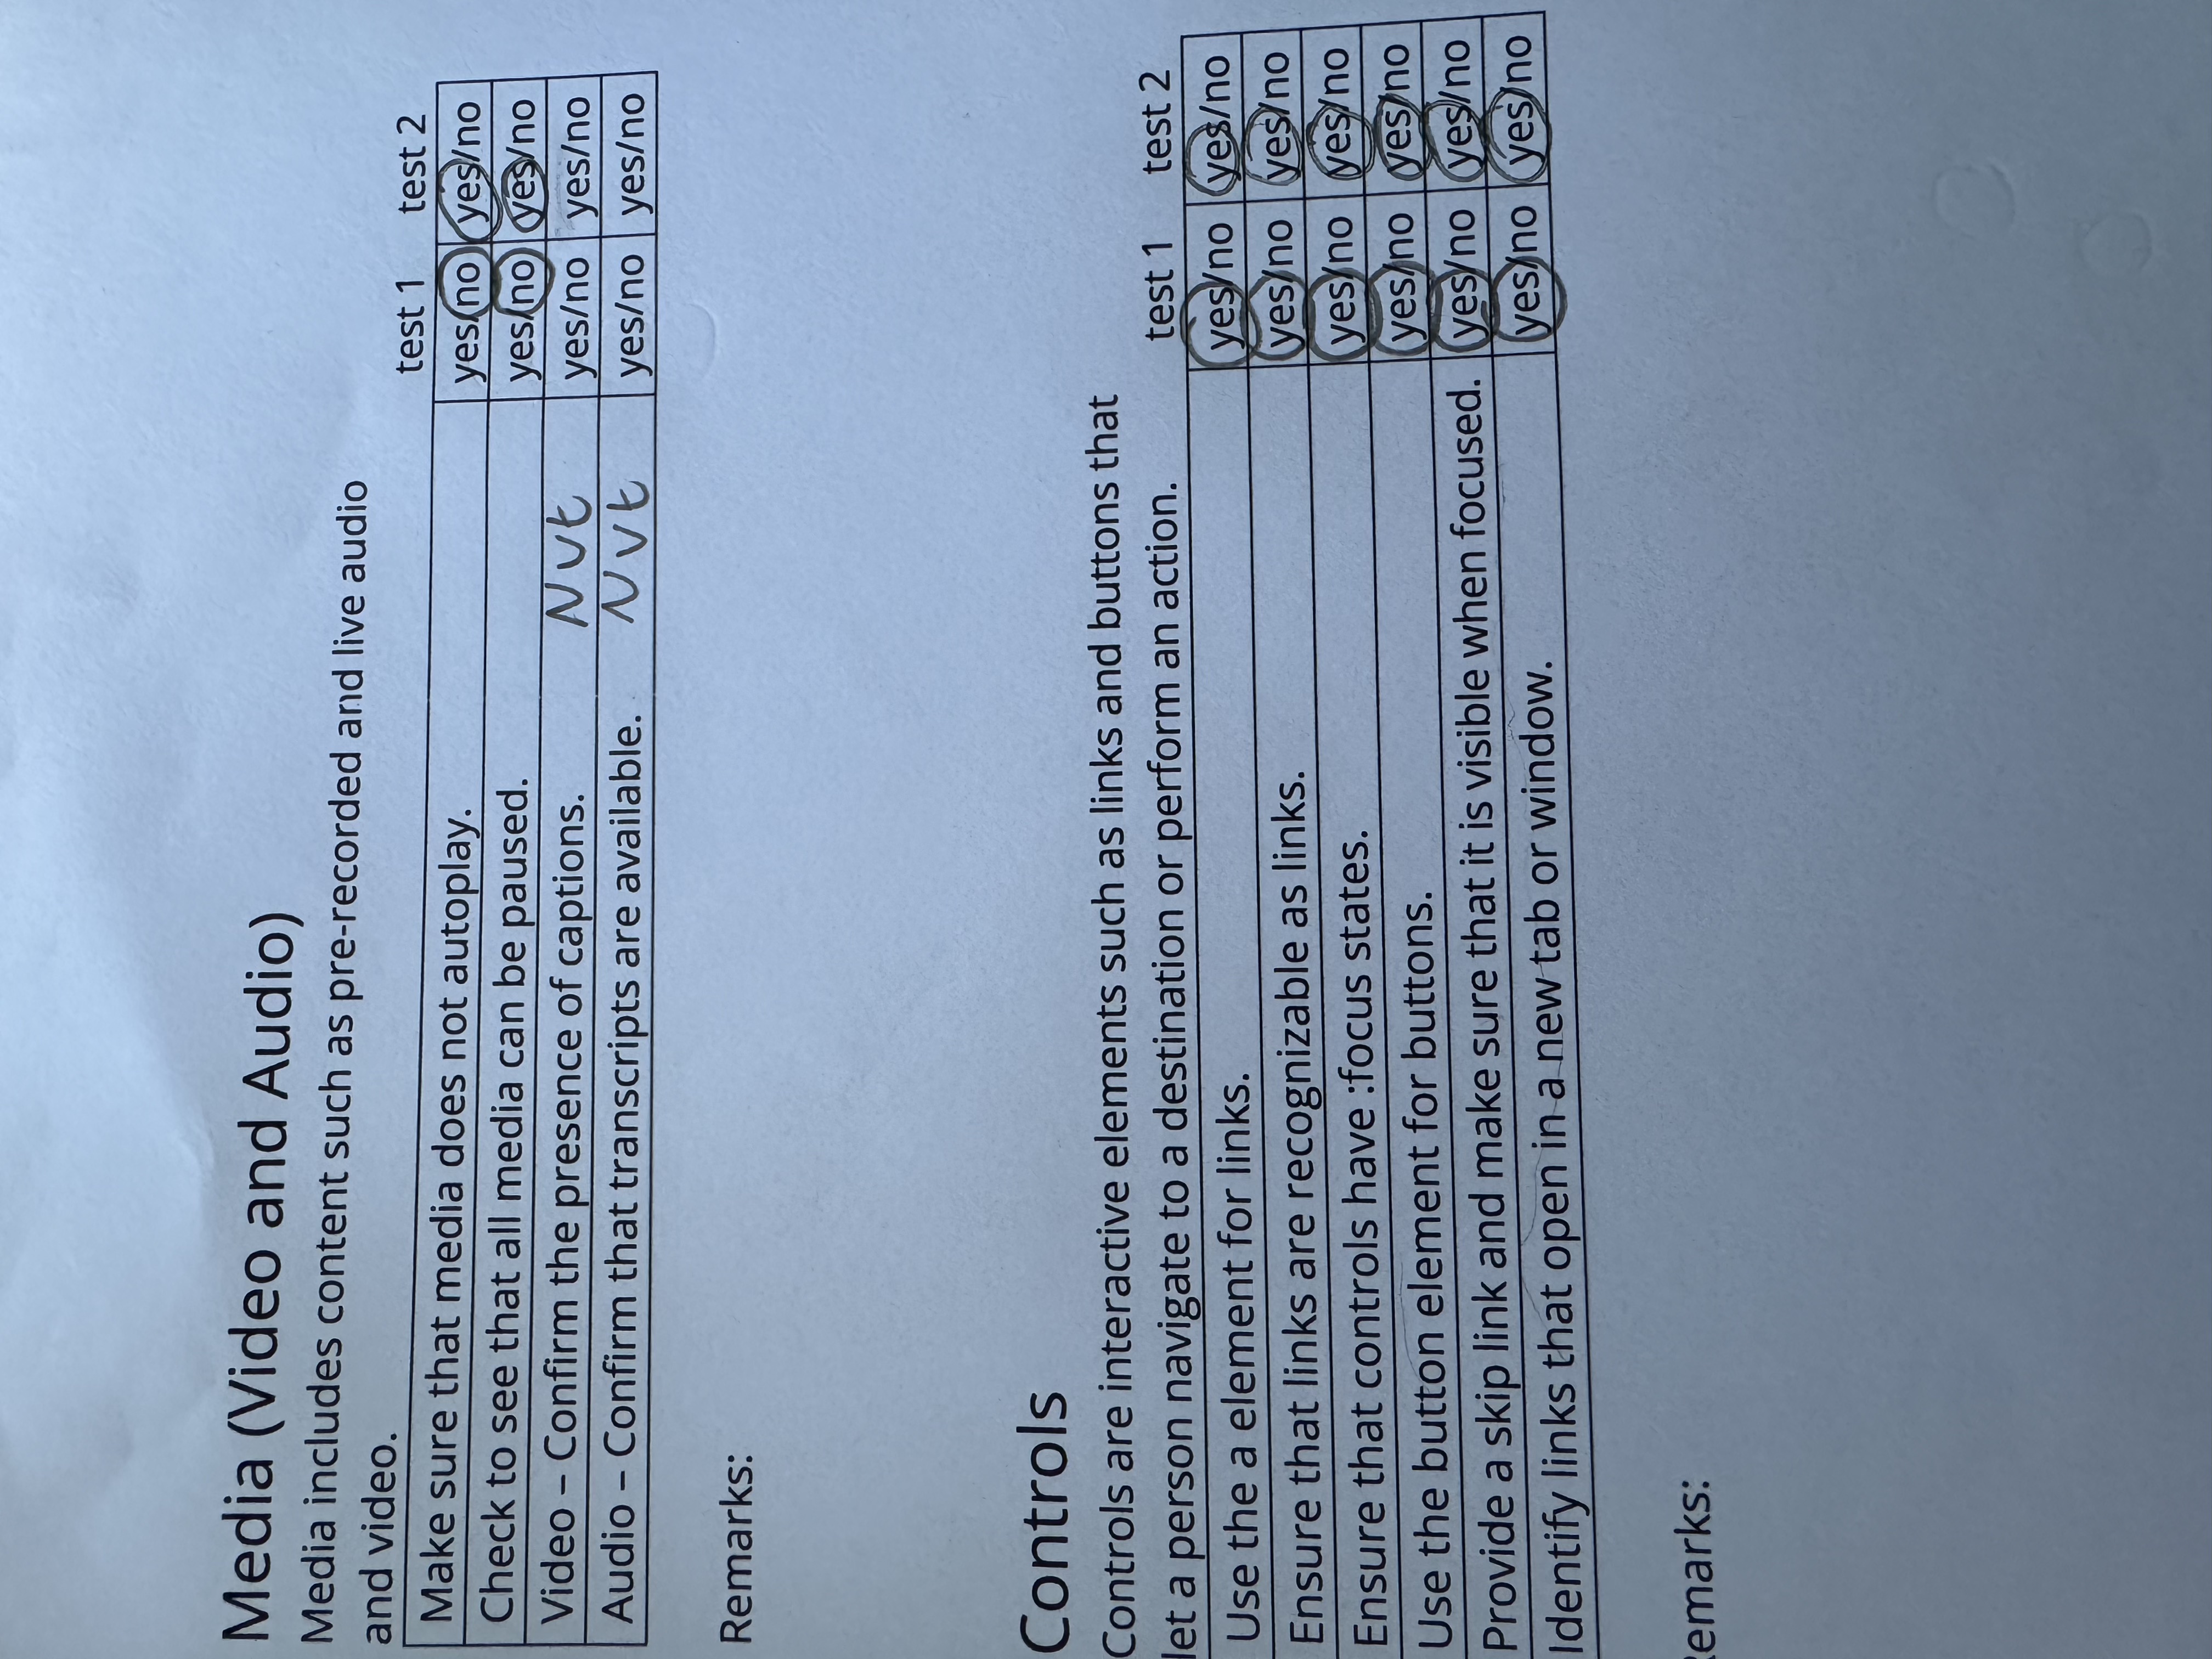 Media (Video and Audio)
Media includes content such as pre-recorded and live audio
and video.
test 1 test 2
Make sure that media does not autoplay. yes/no yes/no
Check to see that all media can be paused. yes/no yes/no
Video – Confirm the presence of captions. Nvt yes/no yes/no
Audio – Confirm that transcripts are available. Nvt yes/no yes/no
Remarks:
Controls
Controls are interactive elements such as links and buttons that
let a person navigate to a destination or perform an action.
test 1 test 2
Use the a element for links. yes/no yes/no
Ensure that links are recognizable as links. yes/no yes/no
Ensure that controls have :focus states. yes/no yes/no
Use the button element for buttons. yes/no yes/no
Provide a skip link and make sure that it is visible when focused. yes/no yes/no
Identify links that open in a new tab or window. yes/no yes/no
emarks: